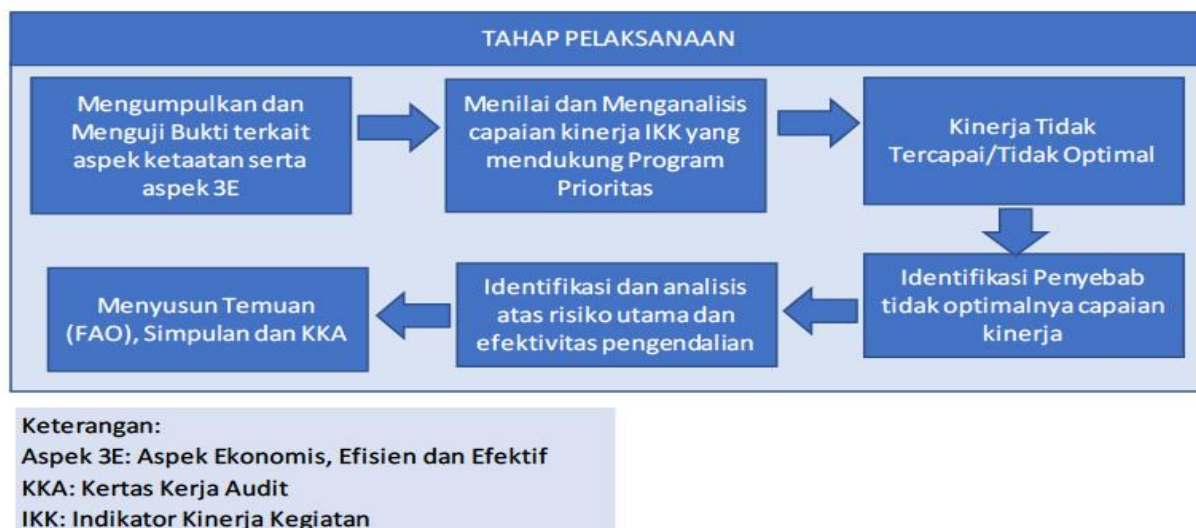 TAHAP PELAKSANAAN
Mengumpulkan dan
Menguji Bukti terkait
aspek ketaatan serta
aspek 3E
Menilai dan Menganalisis
capaian kinerja IKK yang
mendukung Program
Prioritas
Kinerja Tidak
Tercapai/Tidak Optimal
Identifikasi Penyebab
tidak optimalnya capaian
kinerja
Identifikasi dan analisis
atas risiko utama dan
efektivitas pengendalian
Menyusun Temuan
(FAO), Simpulan dan KKA
Keterangan:
Aspek 3E: Aspek Ekonomis, Efisien dan Efektif
KKA: Kertas Kerja Audit
IKK: Indikator Kinerja Kegiatan